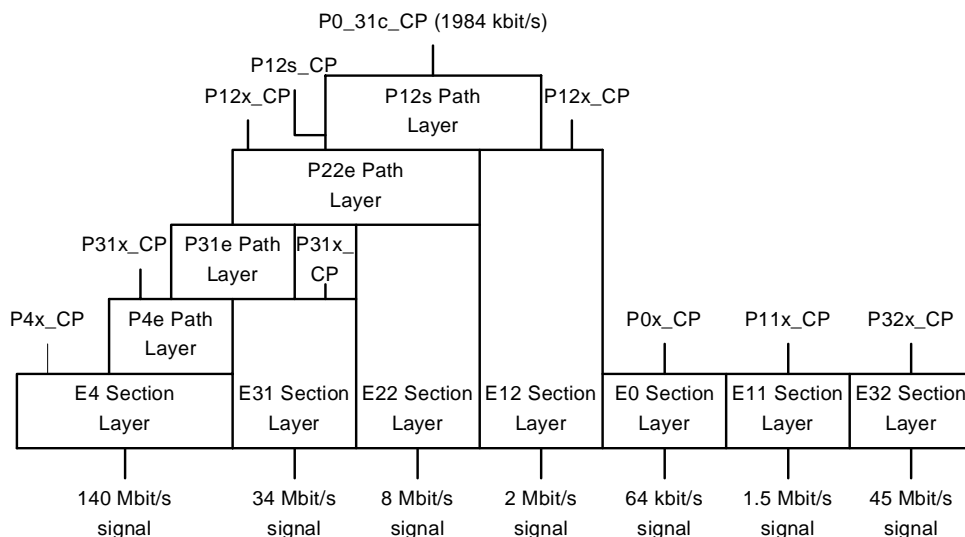 P0_31c_CP (1984 kbit/s)
P12s_CP
P12x_CP
P12s Path
Layer
P12x_CP
P22e Path
Layer
P31x_CP
P31e Path
Layer
P31x_
CP
P4x_CP
P4e Path
Layer
P0x_CP
P11x_CP
P32x_CP
E4 Section
Layer
E31 Section
Layer
E22 Section
Layer
E12 Section
Layer
E0 Section
Layer
E11 Section
Layer
E32 Section
Layer
140 Mbit/s
signal
34 Mbit/s
signal
8 Mbit/s
signal
2 Mbit/s
signal
64 kbit/s
signal
1.5 Mbit/s
signal
45 Mbit/s
signal